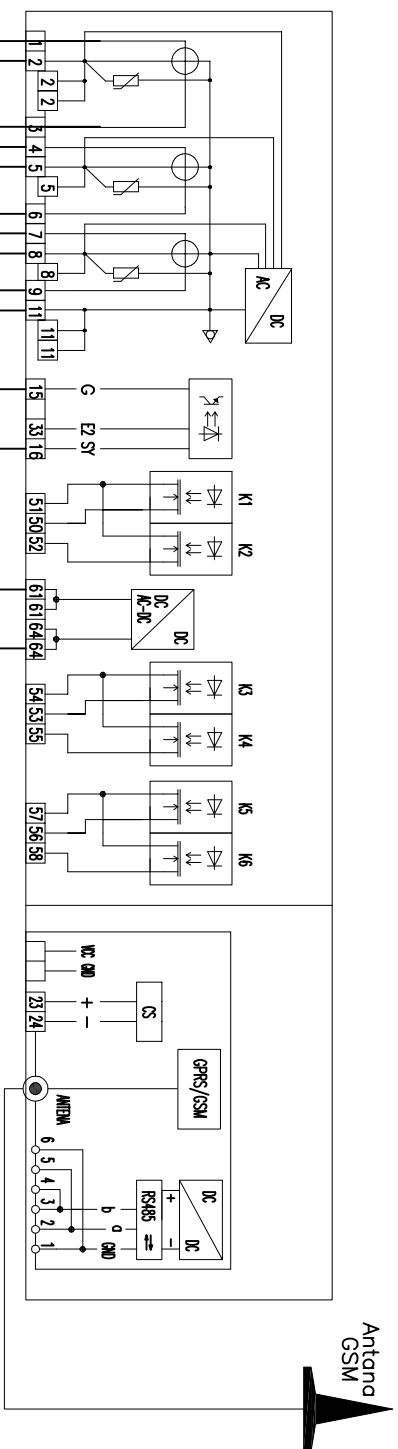 1
2
2
2
3
4
5
5
6
7
8
8
9
11
11
11
AC
DC
15
G
33
E2
16
SY
51
50
52
K1
K2
61
61
64
64
DC
AC-DC
DC
54
53
55
K3
K4
57
56
58
K5
K6
VCC
GND
23
+
24
-
CS
GPRS/GSM
ANTENA
6
5
4
3
2
1
b
a
GND
RS485
+
-
DC
DC
Antana
GSM